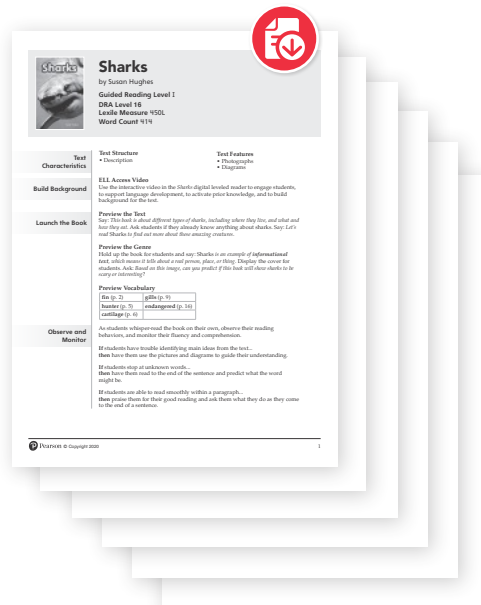 Sharks
Sharks
by Susan Hughes
Guided Reading Level I
DRA Level 16
Lexile Measure 450L
Word Count 414
Text
Characteristics
Text Structure
• Description
Text Features
• Photographs
• Diagrams
Build Background
ELL Access Video
Use the interactive video in the Sharks digital leveled reader to engage students,
to support language development, to activate prior knowledge, and to build
background for the text.
Launch the Book
Preview the Text
Say: This book is about different types of sharks, including where they live, and what and
how they eat. Ask students if they already know anything about sharks. Say: Let's
read Sharks to find out more about these amazing creatures.
Preview the Genre
Hold up the book for students and say: Sharks is an example of informational
text, which means it tells about a real person, place, or thing. Display the cover for
students. Ask: Based on this image, can you predict if this book will show sharks to be
scary or interesting?
Preview Vocabulary
fin (p. 2) gills (p. 9)
hunter (p. 5) endangered (p. 16)
cartilage (p. 6)
Observe and
Monitor
As students whisper-read the book on their own, observe their reading
behaviors, and monitor their fluency and comprehension.
If students have trouble identifying main ideas from the text...
then have them use the pictures and diagrams to guide their understanding.
If students stop at unknown words...
then have them read to the end of the sentence and predict what the word
might be.
If students are able to read smoothly within a paragraph...
then praise them for their good reading and ask them what they do as they come
to the end of a sentence.
Pearson © Copyright 2020
1